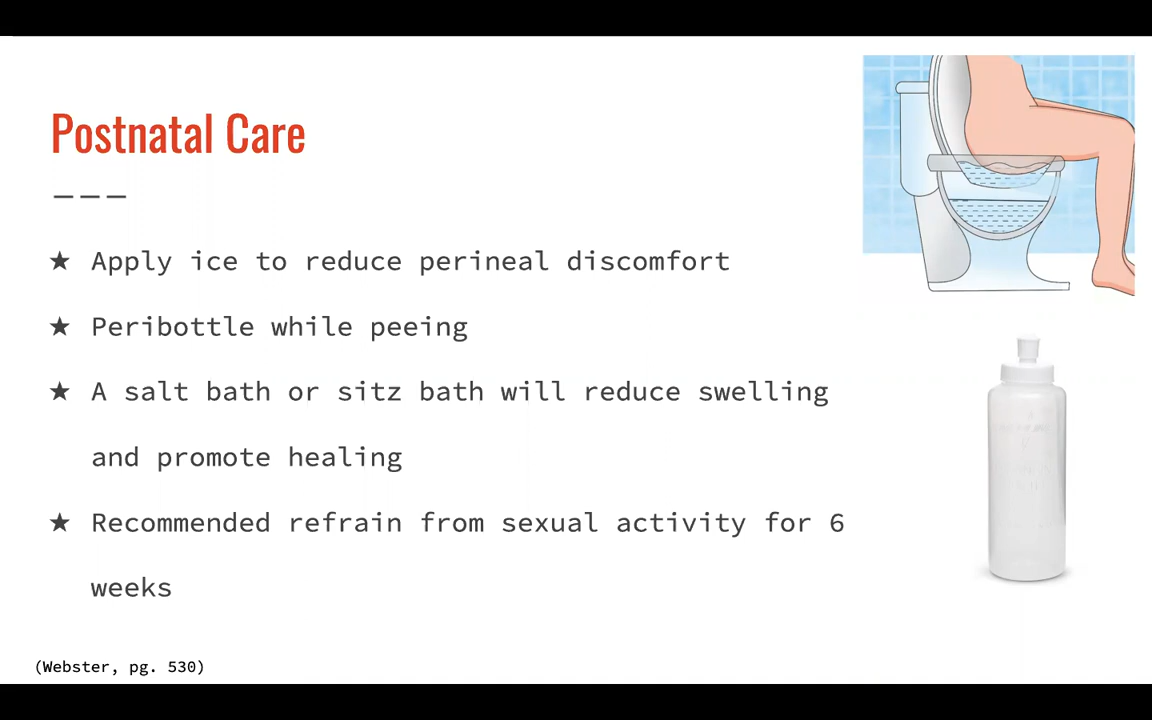 Postnatal Care
★ Apply ice to reduce perineal discomfort
★ Peribottle while peeing
★ A salt bath or sitz bath will reduce swelling
and promote healing
★ Recommended refrain from sexual activity for 6
weeks
(Webster, pg. 530)